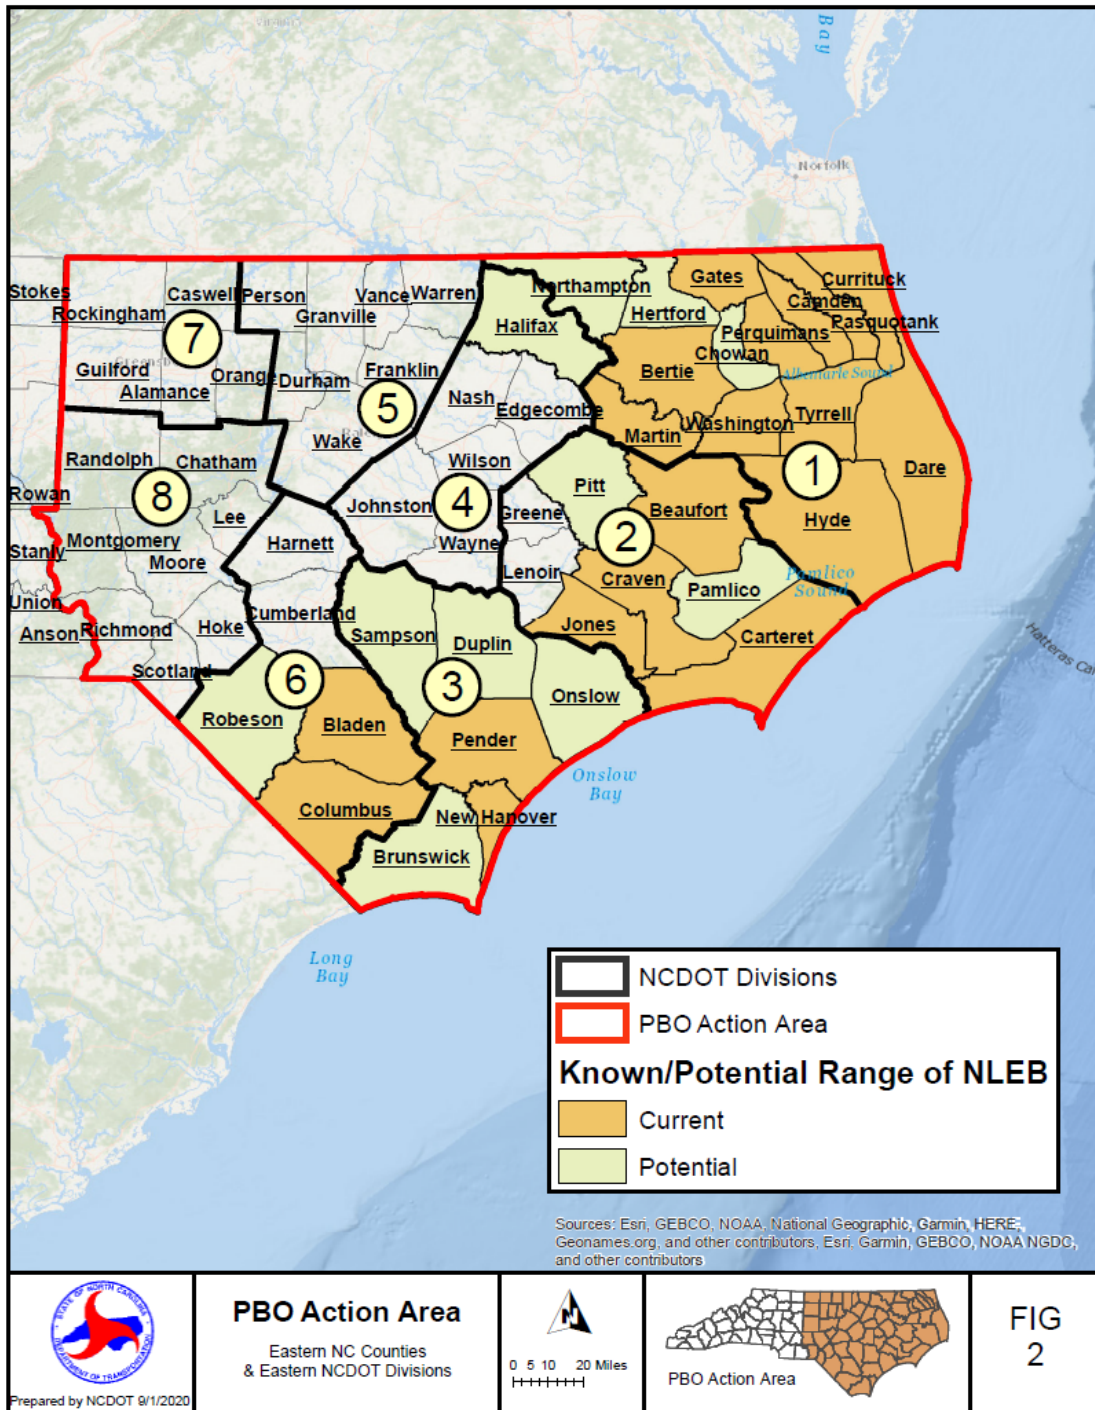 Bay
Norfolk
Stokes
Rockingham
Caswell
Person
Granville
Vance
Warren
Northampton
Gates
Currituck
Camden
Pasquotank
Hertford
Perquimans
Halifax
Chowan
7
Guilford
Alamance
Orange
Durham
Franklin
Nash
Edgecombe
Bertie
Albemarle Sound
5
Wake
Martin
Washington
Tyrrell
Randolph
Chatham
Wilson
1
Dare
Rowan
8
Lee
Johnston
4
Greene
Pitt
Beaufort
Hyde
Stanly
Montgomery
Moore
Harnett
Wayne
2
Lenoir
Craven
Pamlico
Pamlico
Sound
Union
Anson
Richmond
Hoke
Cumberland
Sampson
Duplin
Jones
Carteret
Scotland
6
3
Onslow
Robeson
Bladen
Pender
Onslow
Bay
Columbus
New Hanover
Brunswick
Long
Bay
NCDOT Divisions
PBO Action Area
Known/Potential Range of NLEB
Current
Potential
Sources: Esri, GEBCO, NOAA, National Geographic, Garmin, HERE,
Geonames.org, and other contributors, Esri, Garmin, GEBCO, NOAA NGDC,
and other contributors
STATE OF NORTH CAROLINA
DEPARTMENT OF TRANSPORTATION
Prepared by NCDOT 9/1/2020
PBO Action Area
Eastern NC Counties
& Eastern NCDOT Divisions
N
0 5 10 20 Miles
PBO Action Area
FIG
2